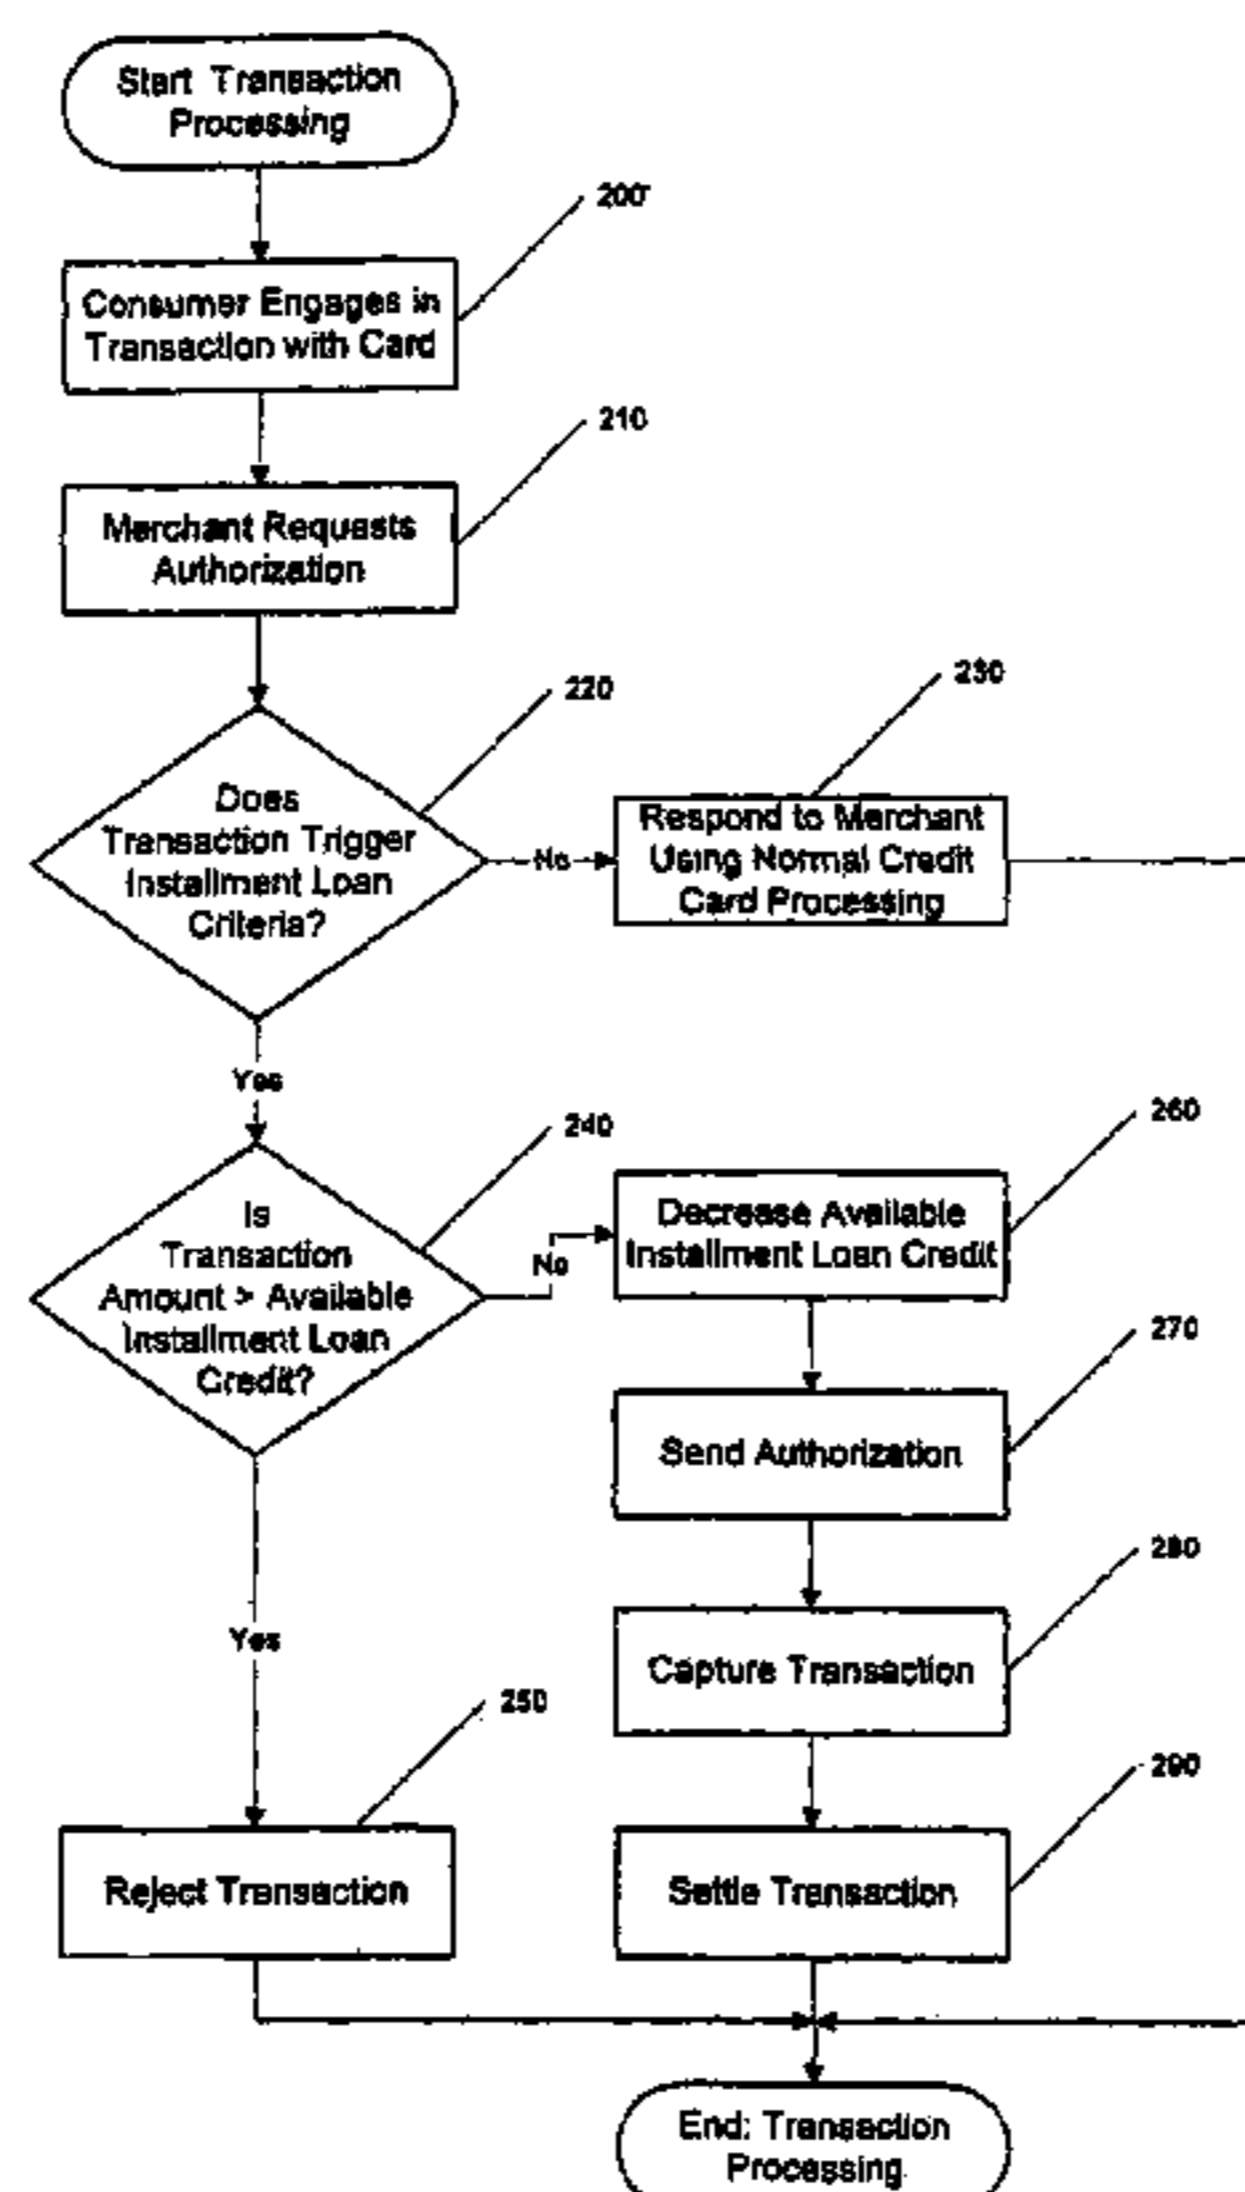 Start Transaction
Processing
200
Consumer Engages in
Transaction with Card
210
Merchant Requests
Authorization
220
230
Does
Transaction Trigger
Installment Loan
Criteria?
No
Respond to Merchant
Using Normal Credit
Card Processing
Yes
240
260
Is
Transaction
Amount > Available
Installment Loan
Credit?
No
Decrease Available
Installment Loan Credit
270
Send Authorization
280
Yes
Capture Transaction
250
290
Reject Transaction
Settle Transaction
End: Transaction
Processing